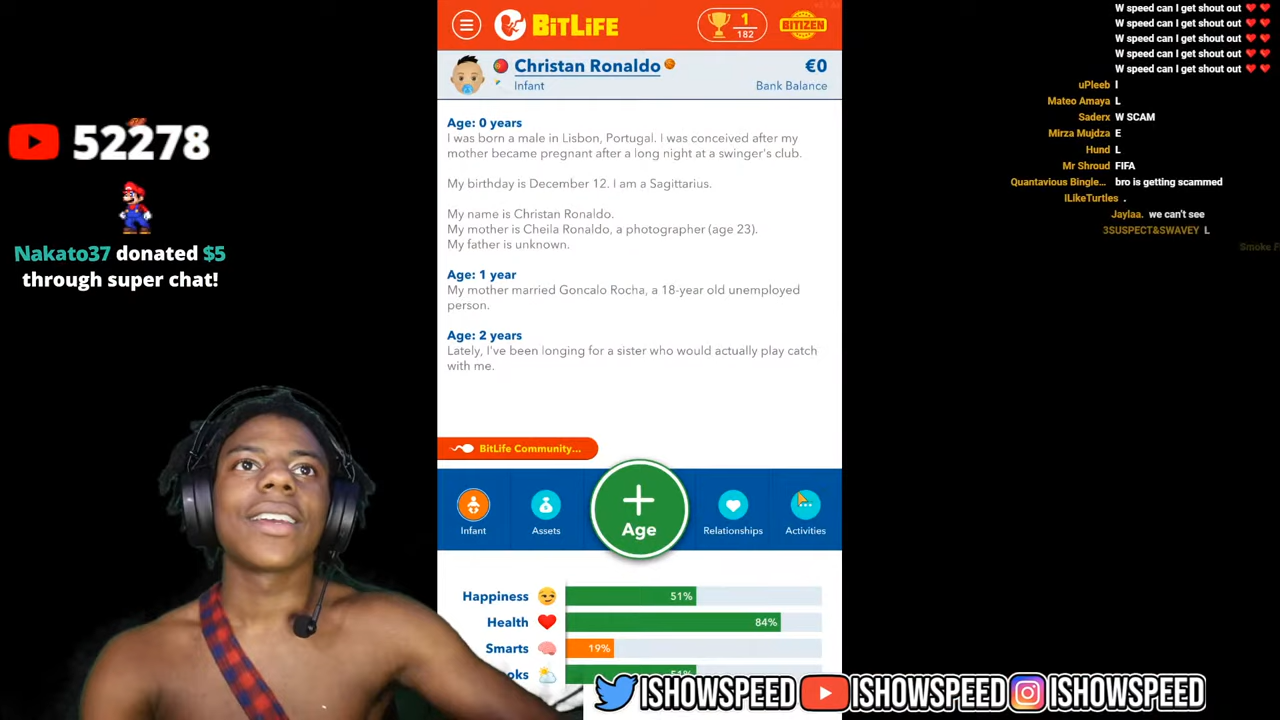 52278
Nakato37 donated $5
through super chat!
BITLIFE
1
182
BITIZEN
Christan Ronaldo
Infant
€0
Bank Balance
Age: 0 years
I was born a male in Lisbon, Portugal. I was conceived after my
mother became pregnant after a long night at a swinger's club.
My birthday is December 12. I am a Sagittarius.
My name is Christan Ronaldo.
My mother is Cheila Ronaldo, a photographer (age 23).
My father is unknown.
Age: 1 year
My mother married Goncalo Rocha, a 18-year old unemployed
person.
Age: 2 years
Lately, I've been longing for a sister who would actually play catch
with me.
BitLife Community...
Infant
Assets
+
Age
Relationships
Activities
Happiness 51%
Health 84%
Smarts 19%
51%
ISHOWSPEED ISHOWSPEED ISHOWSPEED
W speed can I get shout out ❤️ ❤️
W speed can I get shout out ❤️ ❤️
W speed can I get shout out ❤️ ❤️
W speed can I get shout out ❤️ ❤️
W speed can I get shout out ❤️ ❤️
uPleeb I
Mateo Amaya L
Saderx W SCAM
Mirza Mujdza E
Hund L
Mr Shroud FIFA
Quantavious Bingle... bro is getting scammed
ILikeTurtles .
Jaylaa. we can't see
3SUSPECT&SWAVEY L
Smoke